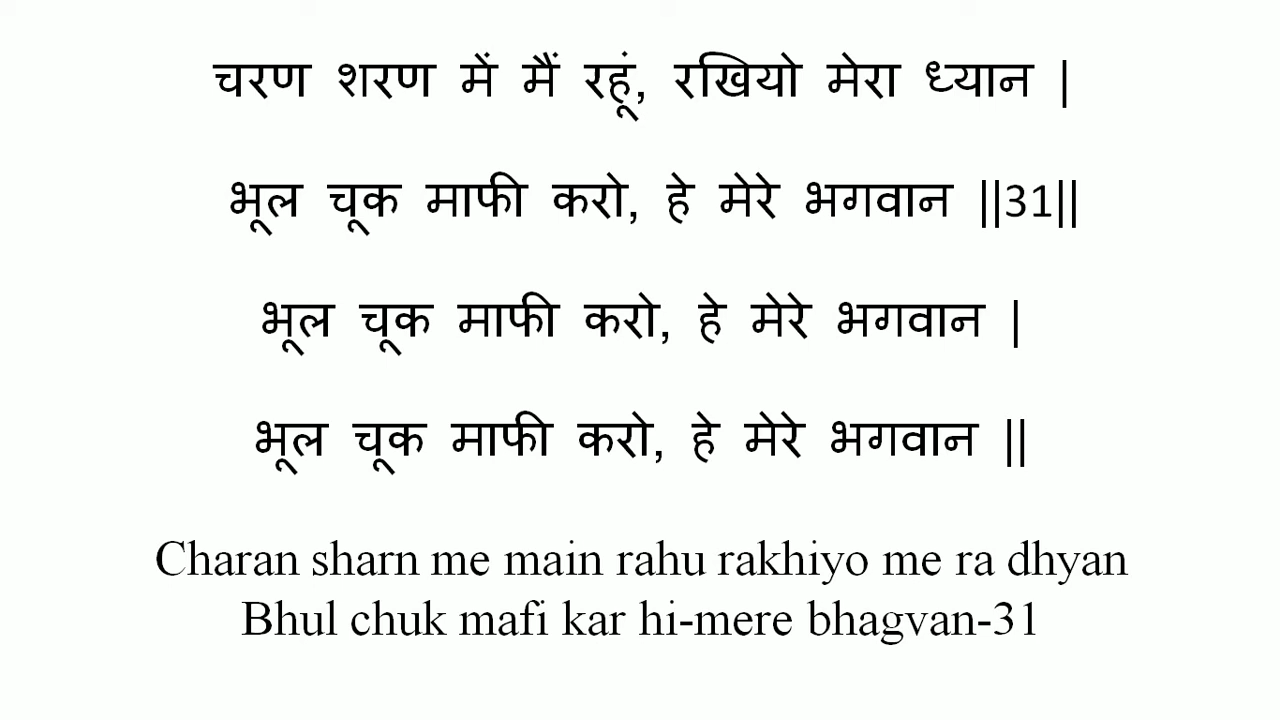 चरण शरण में मैं रहूं, रखियो मेरा ध्यान |
भूल चूक माफी करो, हे मेरे भगवान ||31||
भूल चूक माफी करो, हे मेरे भगवान |
भूल चूक माफी करो, हे मेरे भगवान ||
Charan sharn me main rahu rakhiyo me ra dhyan
Bhul chuk mafi kar hi-mere bhagvan-31